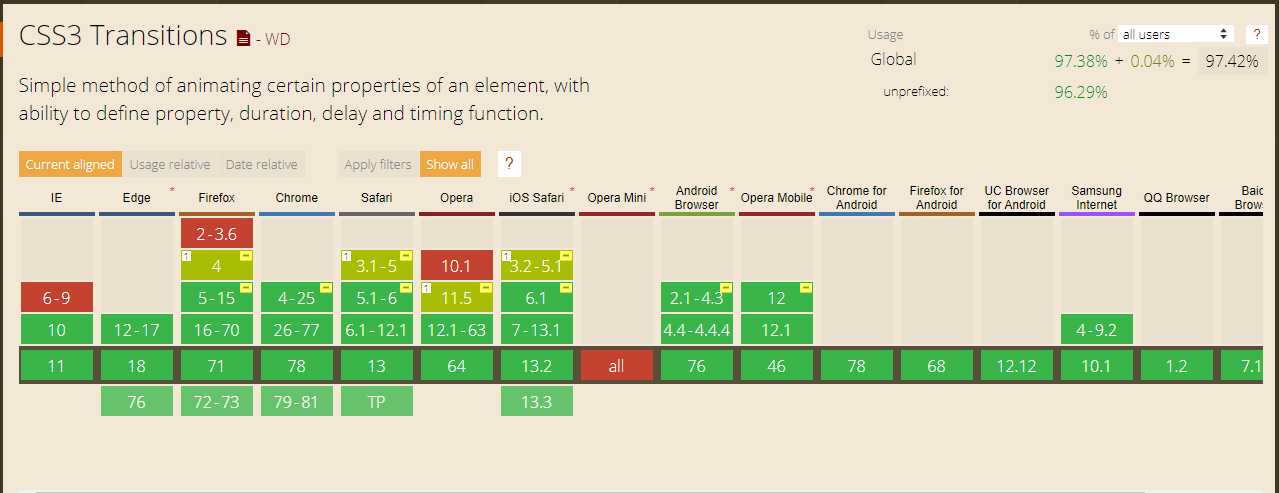 CSS3 Transitions - WD
Usage % of all users ?
Global 97.38% + 0.04% = 97.42%
unprefixed: 96.29%
Simple method of animating certain properties of an element, with
ability to define property, duration, delay and timing function.
Current aligned Usage relative Date relative Apply filters Show all ?
IE Edge * Firefox Chrome Safari Opera iOS Safari * Opera Mini * Android Browser * Opera Mobile * Chrome for Android Firefox for Android UC Browser for Android Samsung Internet QQ Browser Baid Brows
2-3.6
1 4 - 1 3.1-5 - 10.1 1 3.2-5.1 -
6-9 5-15 - 4-25 - 5.1-6 - 1 11.5 - 6.1 - 2.1-4.3 - 12 -
10 12-17 16-70 26-77 6.1-12.1 12.1-63 7-13.1 4.4-4.4.4 12.1 4-9.2
11 18 71 78 13 64 13.2 all 76 46 78 68 12.12 10.1 1.2 7.1
76 72-73 79-81 TP 13.3